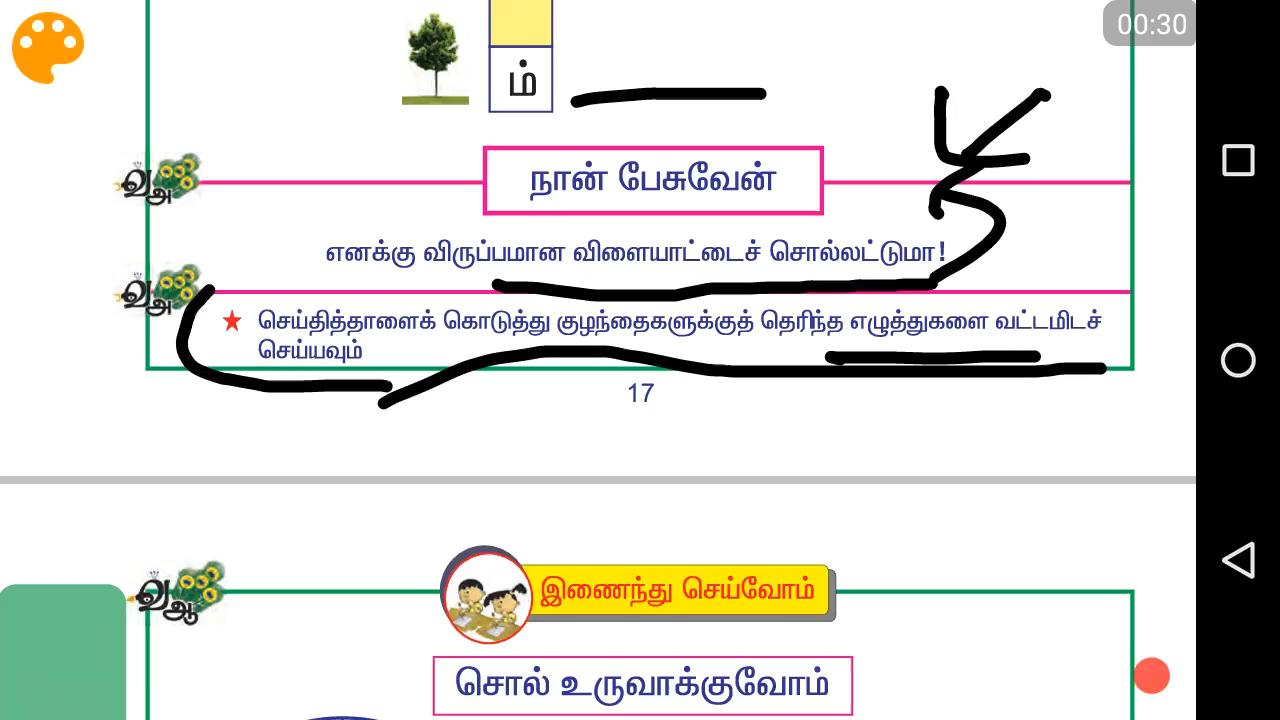 00:30
ம்
நான் பேசுவேன்
எனக்கு விருப்பமான விளையாட்டைச் சொல்லட்டுமா!
★ செய்தித்தாளைக் கொடுத்து குழந்தைகளுக்குத் தெரிந்த எழுத்துகளை வட்டமிடச்
செய்யவும்
17
இணைந்து செய்வோம்
சொல் உருவாக்குவோம்